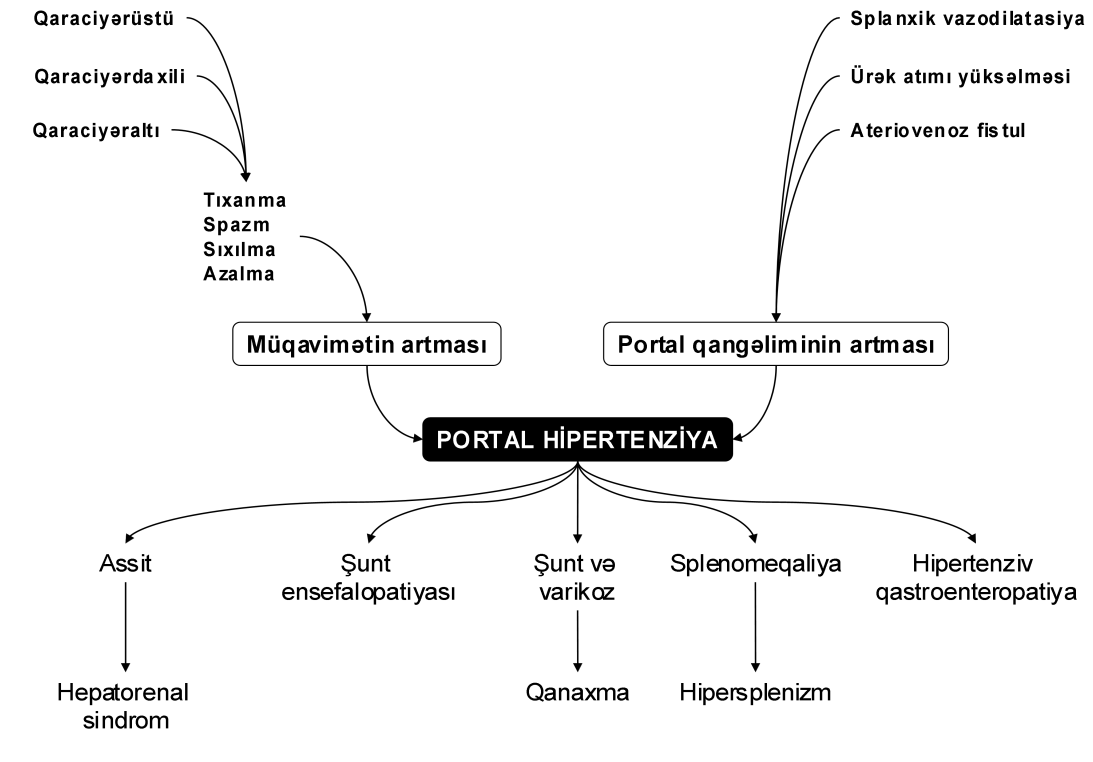 Qaraciyərüstü
Qaraciyərdaxili
Qaraciyəraltı
Tıxanma
Spazm
Sıxılma
Azalma
Splanxik vazodilatasiya
Ürək atımı yüksəlməsi
Ateriovenoz fistul
Müqavimətin artması
Portal qangəliminin artması
PORTAL HİPERTENZİYA
Assit
Şunt
ensefalopatiyası
Şunt və
varikoz
Splenomeqaliya
Hipertenziv
qastroenteropatiya
Hepatorenal
sindrom
Qanaxma
Hipersplenizm